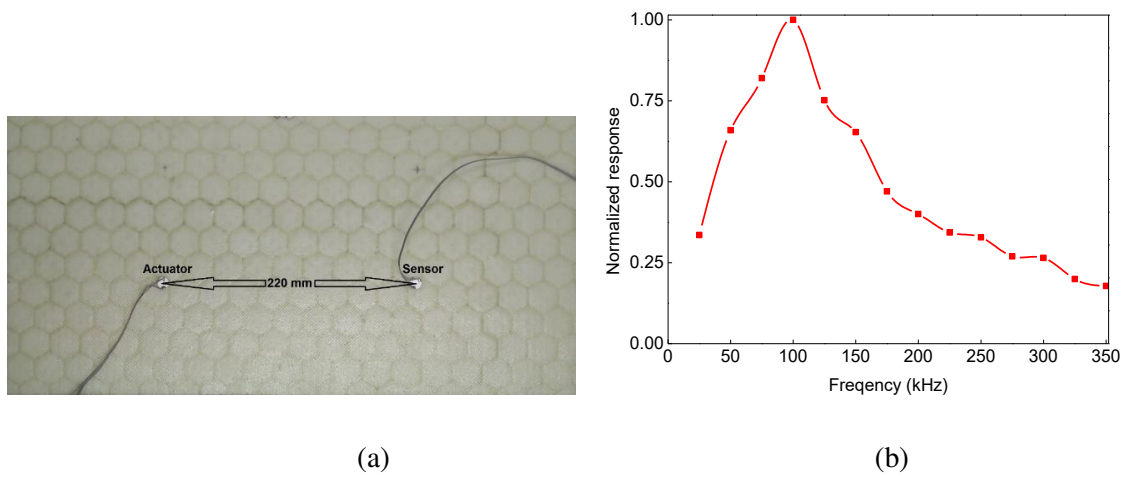 Actuator
Sensor
220 mm
(a)
Normalized response
1.00
0.75
0.50
0.25
0.00
0 50 100 150 200 250 300 350
Freqency (kHz)
(b)